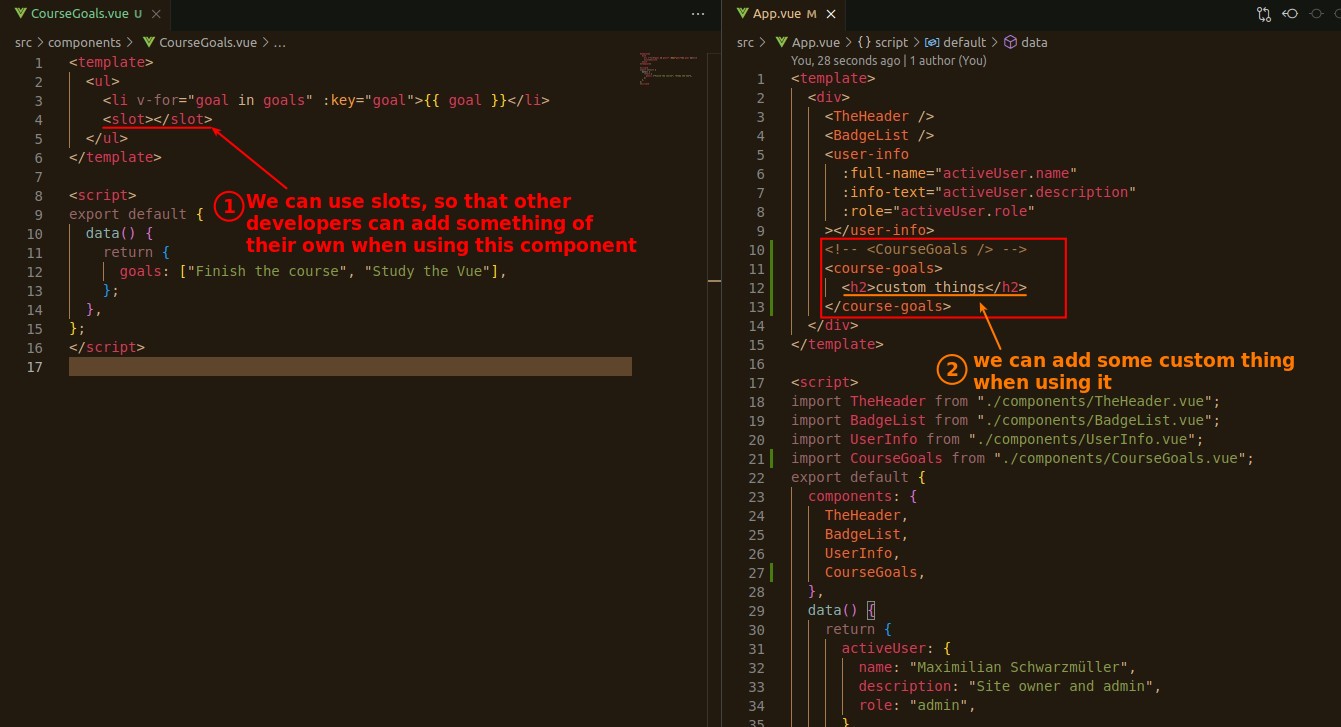 CourseGoals.vue U
src > components > CourseGoals.vue > ...
1 <template>
2 <ul>
3 <li v-for="goal in goals" :key="goal">{{ goal }}</li>
4 <slot></slot>
5 </ul>
6 </template>
7
8 <script>
9 export default {
10 data() {
11 return {
12 goals: ["Finish the course", "Study the Vue"],
13 };
14 },
15 };
16 </script>
17
1 We can use slots, so that other
developers can add something of
their own when using this component
App.vue M
src > App.vue > {} script > default > data
You, 28 seconds ago | 1 author (You)
1 <template>
2 <div>
3 <TheHeader />
4 <BadgeList />
5 <user-info
6 :full-name="activeUser.name"
7 :info-text="activeUser.description"
8 :role="activeUser.role"
9 ></user-info>
10 <!-- <CourseGoals /> -->
11 <course-goals>
12 <h2>custom things</h2>
13 </course-goals>
14 </div>
15 </template>
16
2 we can add some custom thing
when using it
17 <script>
18 import TheHeader from "./components/TheHeader.vue";
19 import BadgeList from "./components/BadgeList.vue";
20 import UserInfo from "./components/UserInfo.vue";
21 import CourseGoals from "./components/CourseGoals.vue";
22 export default {
23 components: {
24 TheHeader,
25 BadgeList,
26 UserInfo,
27 CourseGoals,
28 },
29 data() {
30 return {
31 activeUser: {
32 name: "Maximilian Schwarzmüller",
33 description: "Site owner and admin",
34 role: "admin",
35 },